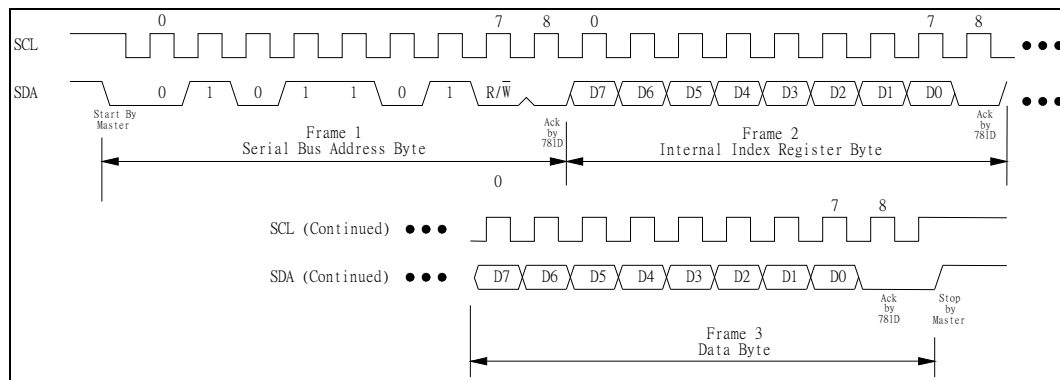 0 7 8 0 7 8
SCL
SDA 0 1 0 1 1 0 1 R/W̅ D7 D6 D5 D4 D3 D2 D1 D0
Start By
Master
Ack
by
781D
Ack
by
781D
Frame 1
Serial Bus Address Byte
Frame 2
Internal Index Register Byte
0 7 8
SCL (Continued)
SDA (Continued) D7 D6 D5 D4 D3 D2 D1 D0
Ack
by
781D
Stop
by
Master
Frame 3
Data Byte